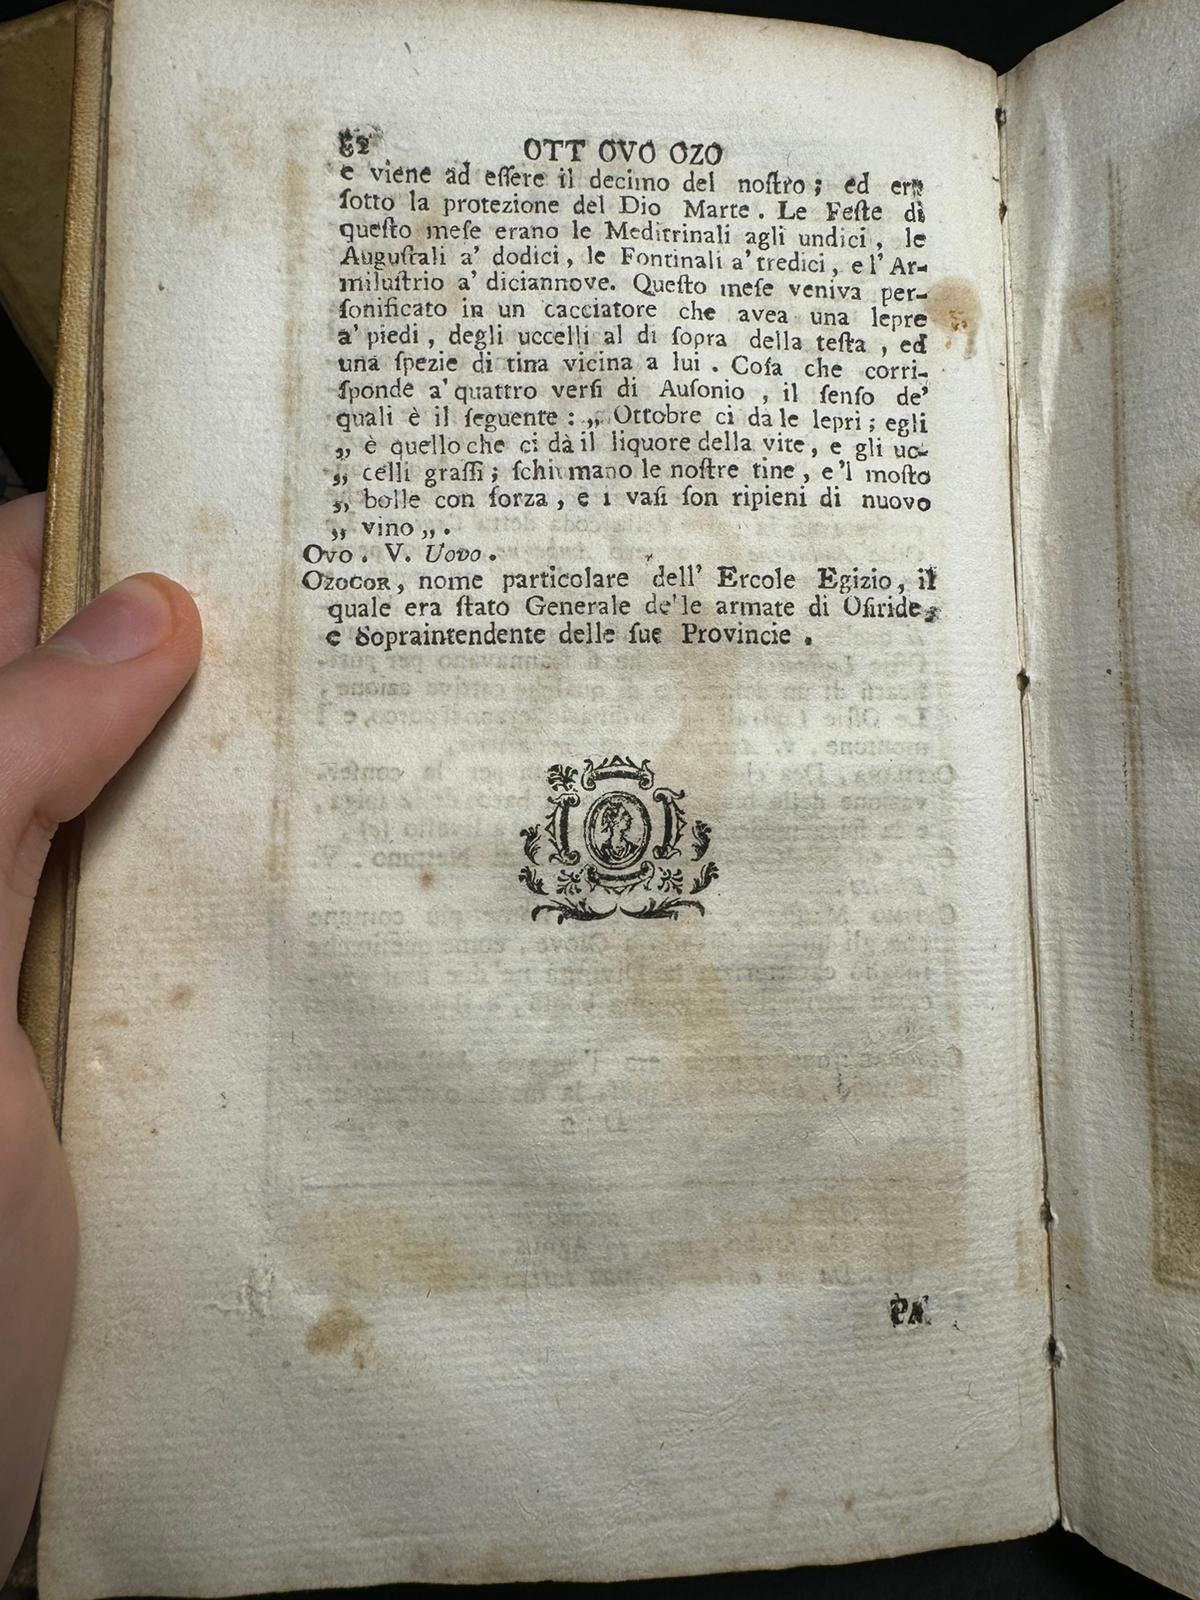 52 OTT OVO OZO
e viene ad eſſere il decimo del noſtro; ed era
ſotto la protezione del Dio Marte. Le Feſte di
queſto meſe erano le Meditrinali agli undici, le
Auguſtali a' dodici, le Fontinali a' tredici, e l' Ar-
miluſtrio a' diciannove. Queſto meſe veniva per-
ſonificato in un cacciatore che avea una lepre
a' piedi, degli uccelli al di ſopra della teſta, ed
una ſpezie di tina vicina a lui. Coſa che corri-
ſponde a' quattro verſi di Auſonio, il ſenſo de'
quali è il ſeguente: „ Ottobre ci da le lepri; egli
„ è quello che ci dà il liquore della vite, e gli uc-
„ celli graſſi; ſchiumano le noſtre tine, e 'l moſto
„ bolle con forza, e i vaſi ſon ripieni di nuovo
„ vino „.
Ovo. V. Uovo.
OZOCOR, nome particolare dell' Ercole Egizio, il
quale era ſtato Generale delle armate di Oſiride,
e Sopraintendente delle ſue Provincie.
PA